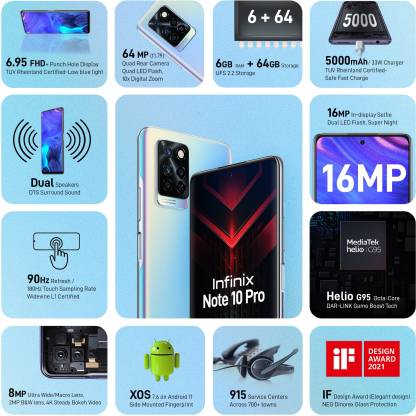 6.95 FHD+ Punch Hole Display
TUV Rheinland Certified-Low blue light
64 MP (f1.79)
Quad Rear Camera
Quad LED Flash,
10x Digital Zoom
6 + 64
6GB RAM + 64GB Storage
UFS 2.2 Storage
5000
5000mAh/ 33W Charger
TUV Rheinland Certified-
Safe Fast Charge
Dual Speakers
DTS Surround Sound
16MP In-display Selfie
Dual LED Flash, Super Night
16MP
90Hz Refresh /
180Hz Touch Sampling Rate
Widevine L1 Certified
Infinix
Note 10 Pro
MediaTek
helio G95
Helio G95 Octa-Core
DAR-LINK Game Boost Tech
8MP Ultra Wide/Macro Lens,
2MP B&W Lens, 4K Steady Bokeh Video
XOS 7.6 on Android 11
Side Mounted Fingerprint
915 Service Centers
Across 700+ towns
iF
DESIGN
AWARD
2021
IF Design Award (Elegant design)
NEG Dinorex Glass Protection